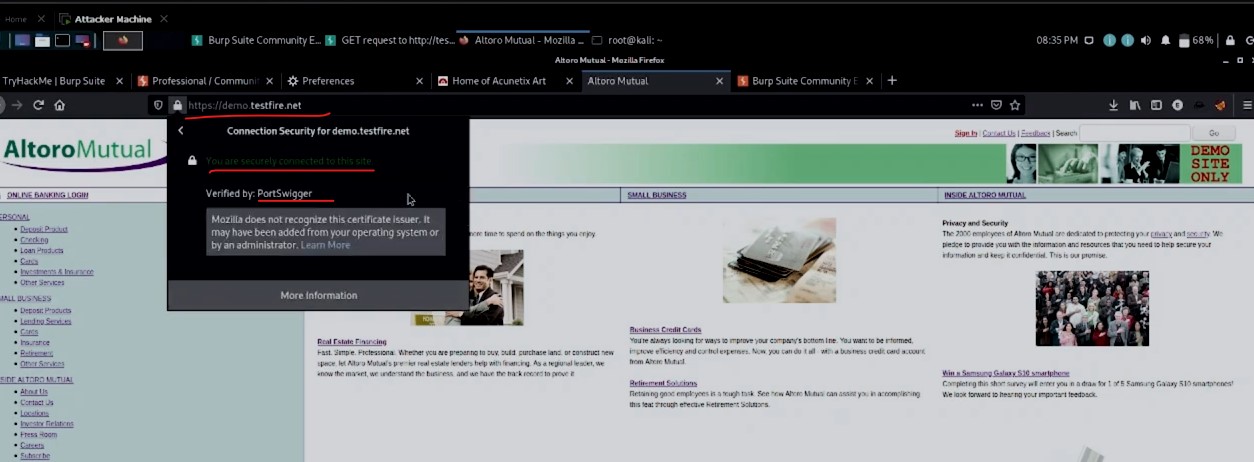 Home
Attacker Machine
Burp Suite Community E...
GET request to http://tes...
Altoro Mutual - Mozilla ...
root@kali: ~
08:35 PM
68%
Altoro Mutual - Mozilla Firefox
TryHackMe | Burp Suite
Professional / Communi
Preferences
Home of Acunetix Art
Altoro Mutual
Burp Suite Community E
https://demo.testfire.net
Connection Security for demo.testfire.net
You are securely connected to this site.
Verified by: PortSwigger
Mozilla does not recognize this certificate issuer. It
may have been added from your operating system or
by an administrator. Learn More
More Information
Sign In | Contact Us | Feedback | Search
Go
AltoroMutual
DEMO
SITE
ONLY
ONLINE BANKING LOGIN
SMALL BUSINESS
INSIDE ALTORO MUTUAL
ERSONAL
Deposit Product
Checking
Loan Products
Cards
Investments & Insurance
Other Services
MALL BUSINESS
Deposit Products
Lending Services
Cards
Insurance
Retirement
Other Services
SIDE ALTORO MUTUAL
About Us
Contact Us
Locations
Investor Relations
Press Room
Careers
Subscribe
more time to spend on the things you enjoy.
Real Estate Financing
Fast. Simple. Professional. Whether you are preparing to buy, build, purchase land, or construct new
space, let Altoro Mutual's premier real estate lenders help with financing. As a regional leader, we
know the market, we understand the business, and we have the track record to prove it
Business Credit Cards
You're always looking for ways to improve your company's bottom line. You want to be informed,
improve efficiency and control expenses. Now, you can do it all - with a business credit card account
from Altoro Mutual.
Retirement Solutions
Retaining good employees is a tough task. See how Altoro Mutual can assist you in accomplishing
this feat through effective Retirement Solutions.
Privacy and Security
The 2000 employees of Altoro Mutual are dedicated to protecting your privacy and security. We
pledge to provide you with the information and resources that you need to help secure your
information and keep it confidential. This is our promise.
Win a Samsung Galaxy S10 smartphone
Completing this short survey will enter you in a draw for 1 of 5 Samsung Galaxy S10 smartphones!
We look forward to hearing your important feedback.